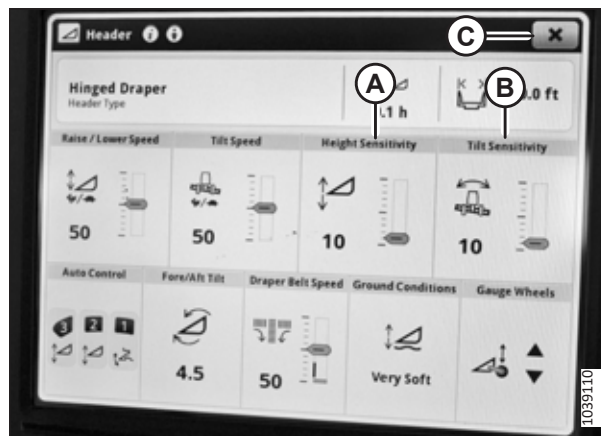 Header
C
Hinged Draper
Header Type
A
B
.1 h
.0 ft
Raise / Lower Speed
Tilt Speed
Height Sensitivity
Tilt Sensitivity
50
50
10
10
Auto Control
Fore/Aft Tilt
Draper Belt Speed
Ground Conditions
Gauge Wheels
3
2
1
4.5
50
Very Soft
1039110